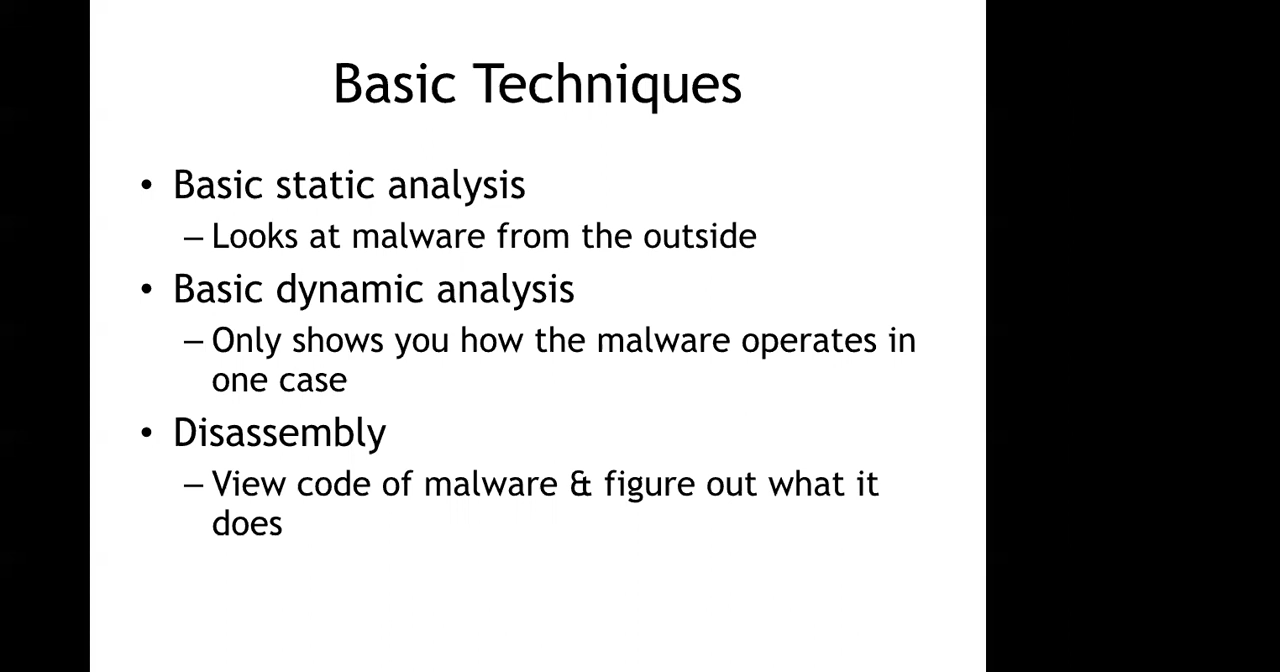 Basic Techniques
• Basic static analysis
– Looks at malware from the outside
• Basic dynamic analysis
– Only shows you how the malware operates in
one case
• Disassembly
– View code of malware & figure out what it
does